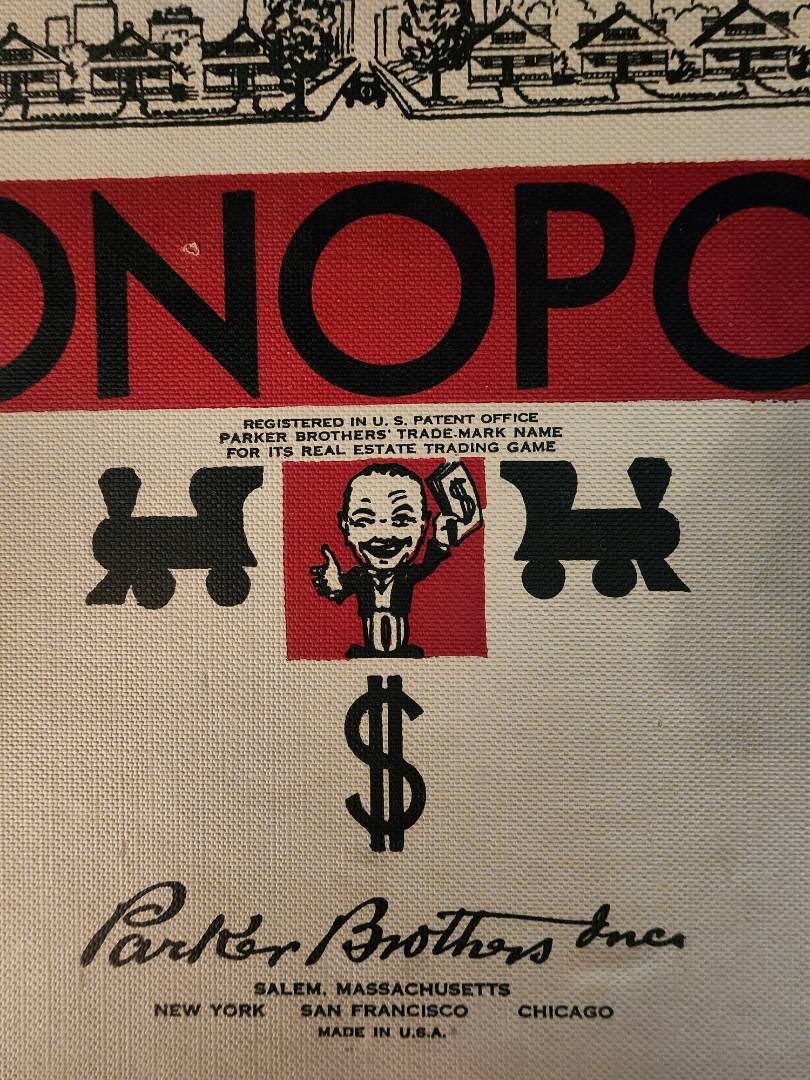 ONOPO
REGISTERED IN U. S. PATENT OFFICE
PARKER BROTHERS' TRADE-MARK NAME
FOR ITS REAL ESTATE TRADING GAME
$
$
Parker Brothers Inc.
SALEM, MASSACHUSETTS
NEW YORK SAN FRANCISCO CHICAGO
MADE IN U.S.A.